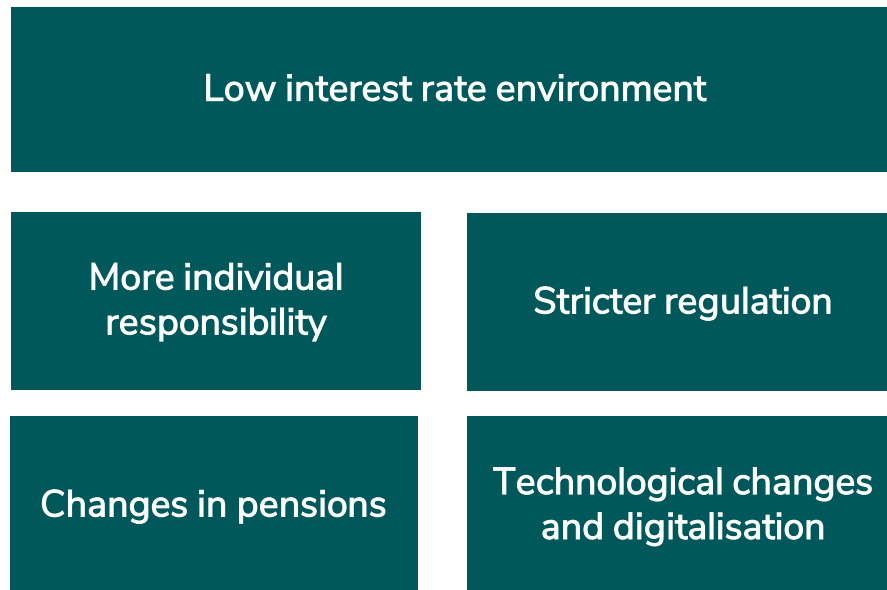 Low interest rate environment
More individual
responsibility
Stricter regulation
Changes in pensions
Technological changes
and digitalisation